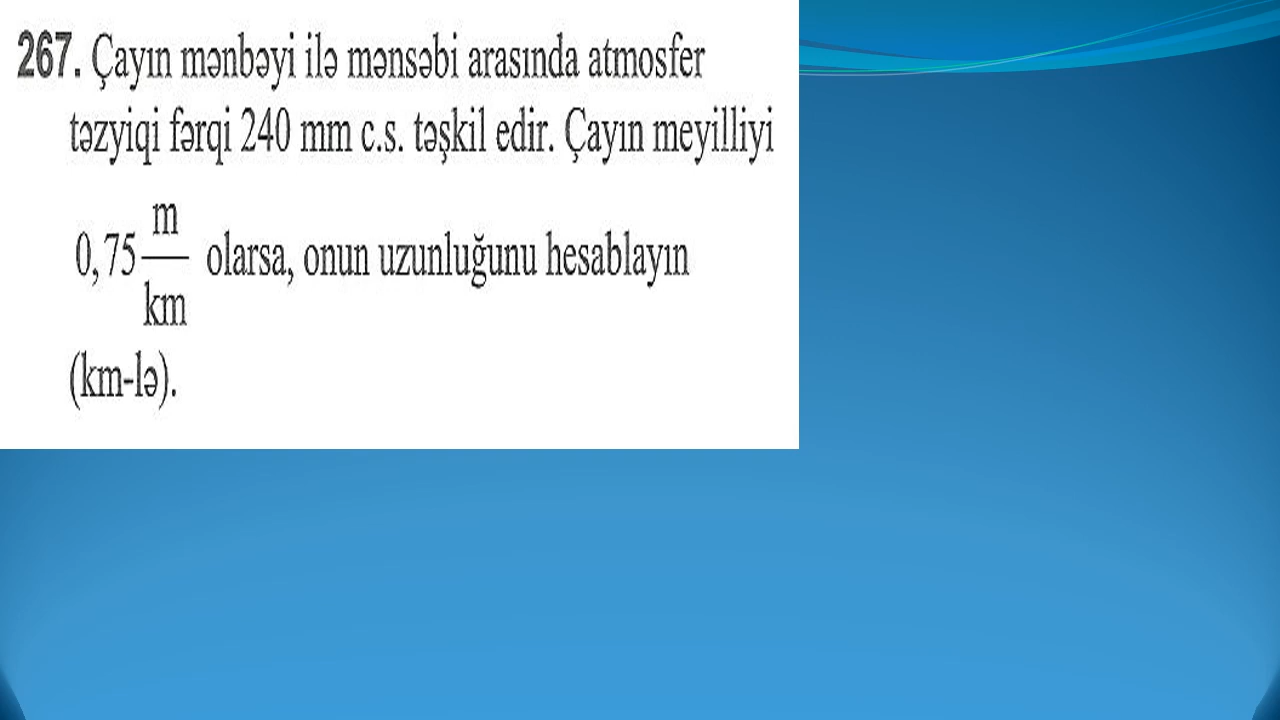 267. Çayın mənbəyi ilə mənsəbi arasında atmosfer
təzyiqi fərqi 240 mm c.s. təşkil edir. Çayın meyilliyi
0,75 m/km olarsa, onun uzunluğunu hesablayın
(km-lə).